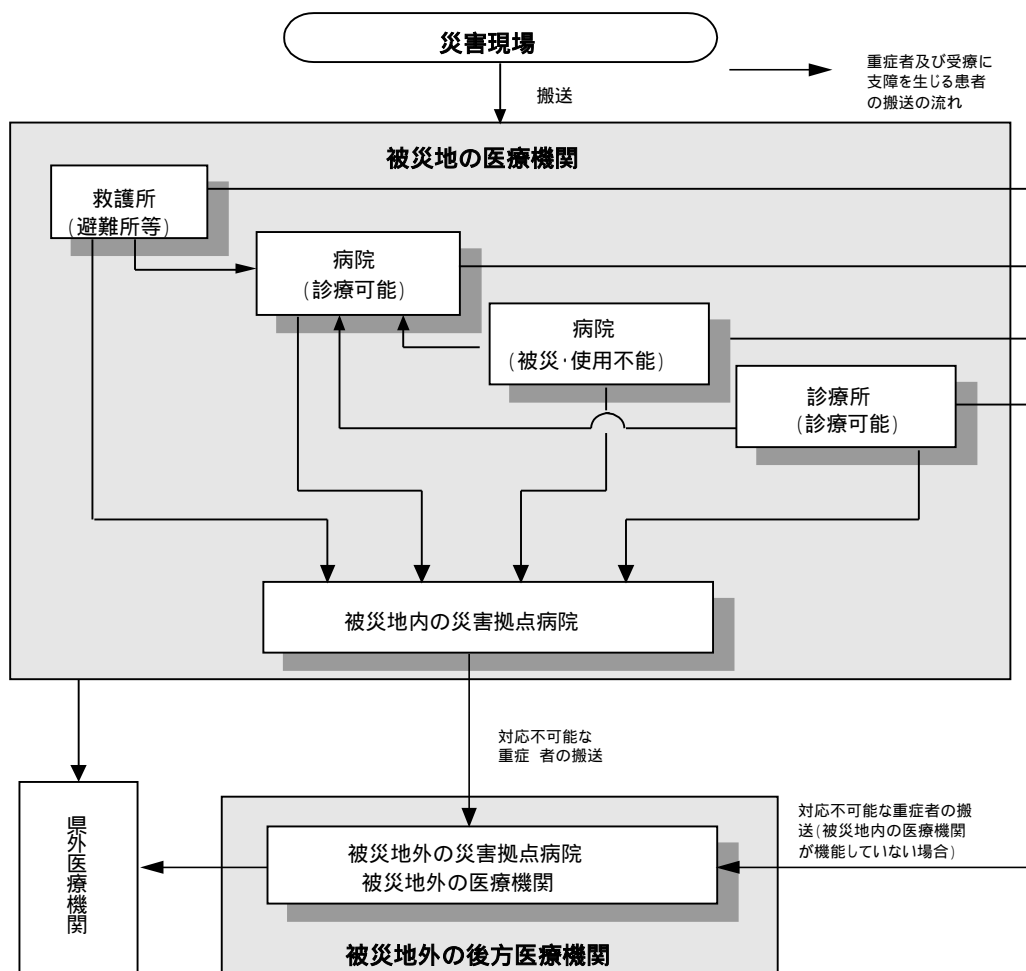 災害現場
搬送
重症者及び受療に
支障を生じる患者
の搬送の流れ
被災地の医療機関
救護所
(避難所等)
病院
(診療可能)
病院
(被災・使用不能)
診療所
(診療可能)
被災地内の災害拠点病院
対応不可能な
重症 者の搬送
県外医療機関
被災地外の災害拠点病院
被災地外の医療機関
対応不可能な重症者の搬
送(被災地内の医療機関
が機能していない場合)
被災地外の後方医療機関